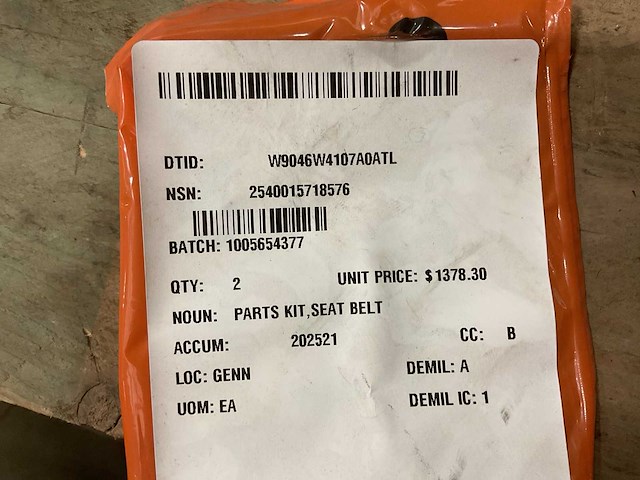 DTID: W9046W4107A0ATL
NSN: 2540015718576
BATCH: 1005654377
QTY: 2 UNIT PRICE: $1378.30
NOUN: PARTS KIT,SEAT BELT
ACCUM: 202521 CC: B
LOC: GENN DEMIL: A
UOM: EA DEMIL IC: 1